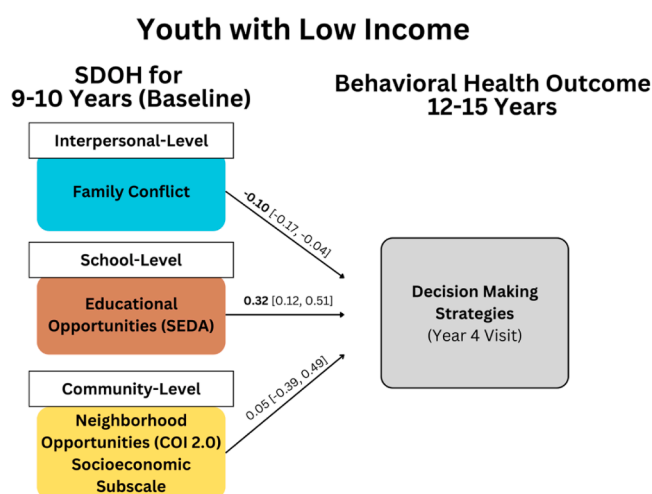 Youth with Low Income
SDOH for
9-10 Years (Baseline)
Behavioral Health Outcome
12-15 Years
Interpersonal-Level
Family Conflict
-0.10 [-0.17, -0.04]
School-Level
Educational
Opportunities (SEDA)
0.32 [0.12, 0.51]
Community-Level
Neighborhood
Opportunities (COI 2.0)
Socioeconomic
Subscale
0.05 [-0.39, 0.49]
Decision Making
Strategies
(Year 4 Visit)